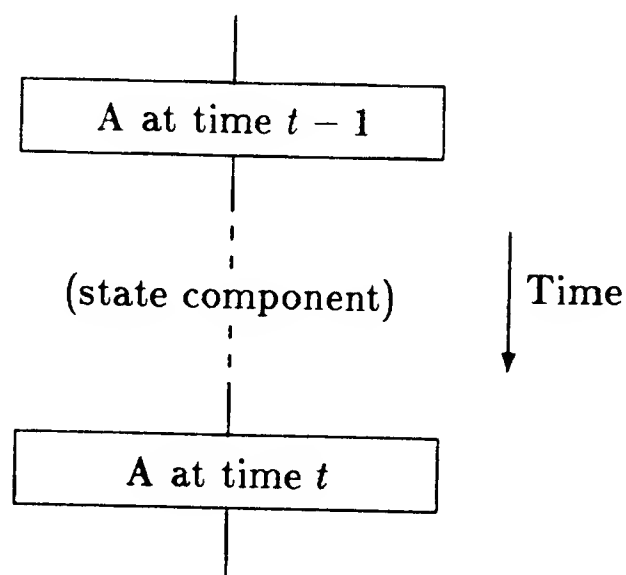 A at time t − 1
(state component)
Time
A at time t